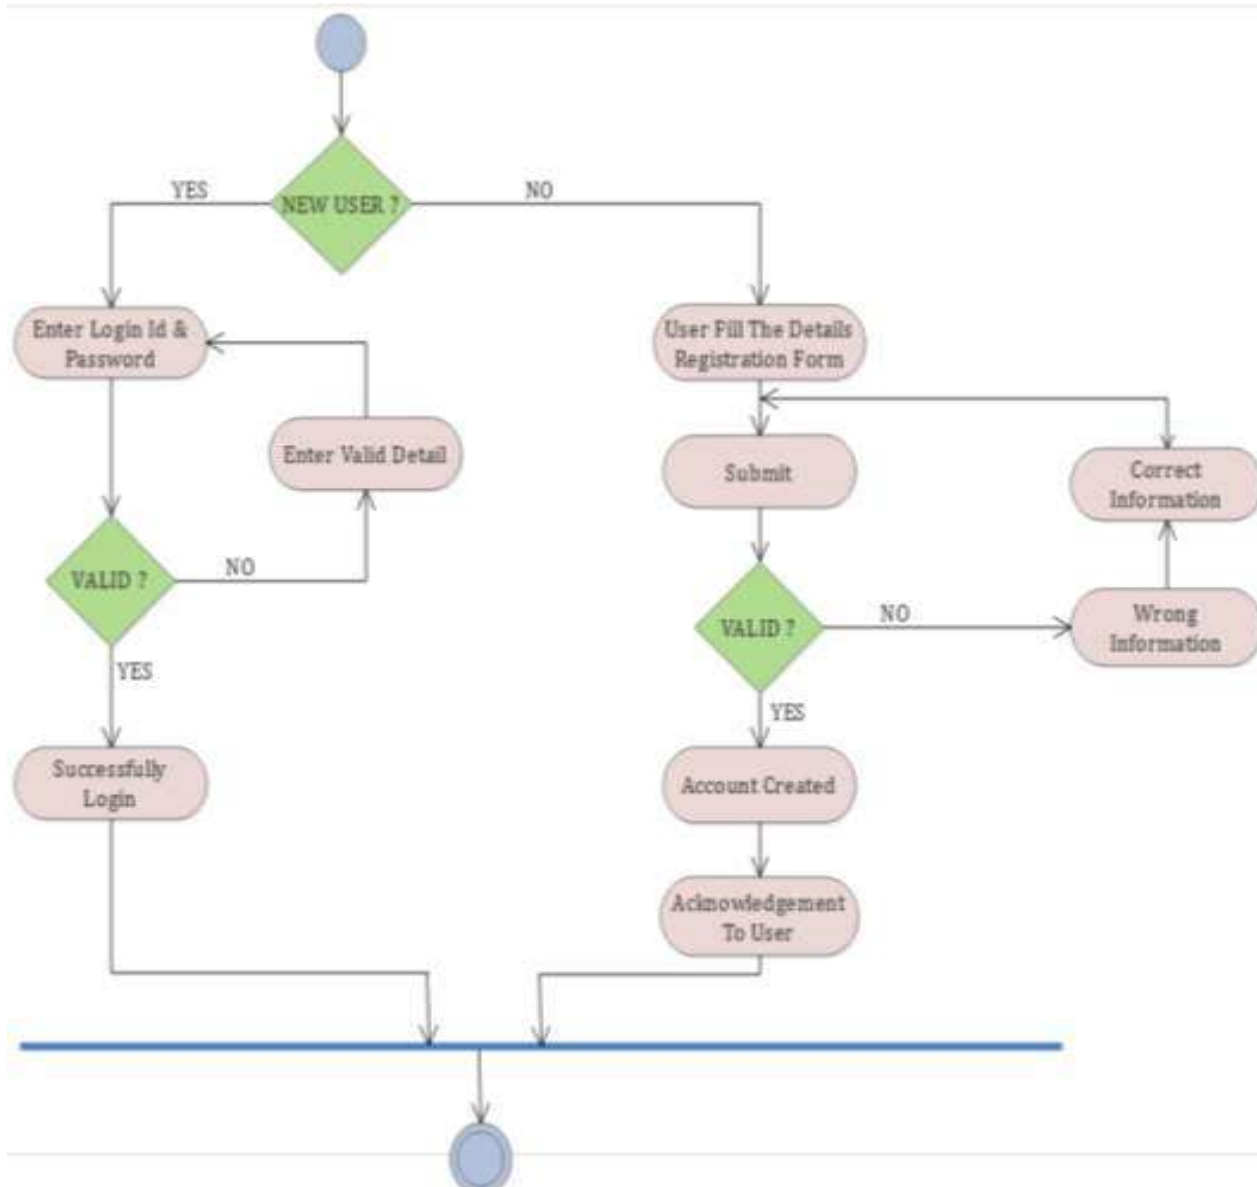 NEW USER ?
YES
NO
Enter Login Id &
Password
User Fill The Details
Registration Form
Enter Valid Detail
Submit
Correct
Information
VALID ?
NO
YES
VALID ?
NO
Wrong
Information
YES
Successfully
Login
Account Created
Acknowledgement
To User